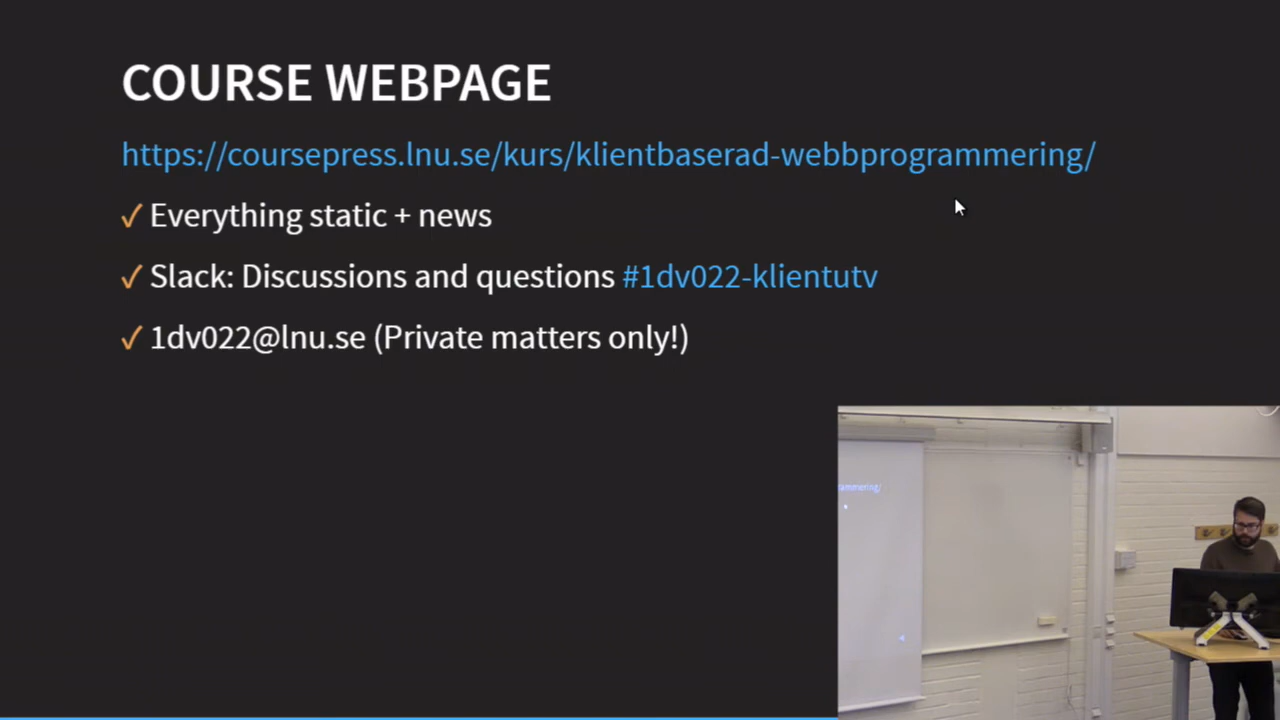 COURSE WEBPAGE
https://coursepress.lnu.se/kurs/klientbaserad-webbprogrammering/
✓ Everything static + news
✓ Slack: Discussions and questions #1dv022-klientutv
✓ 1dv022@lnu.se (Private matters only!)
rammering/